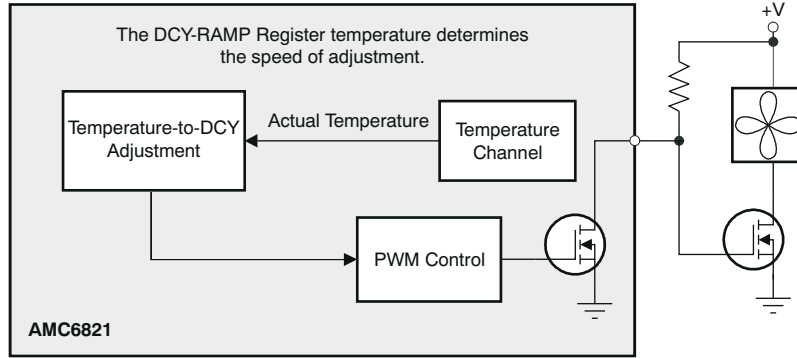 The DCY-RAMP Register temperature determines
the speed of adjustment.
+V
Temperature-to-DCY
Adjustment
Actual Temperature
Temperature
Channel
PWM Control
AMC6821